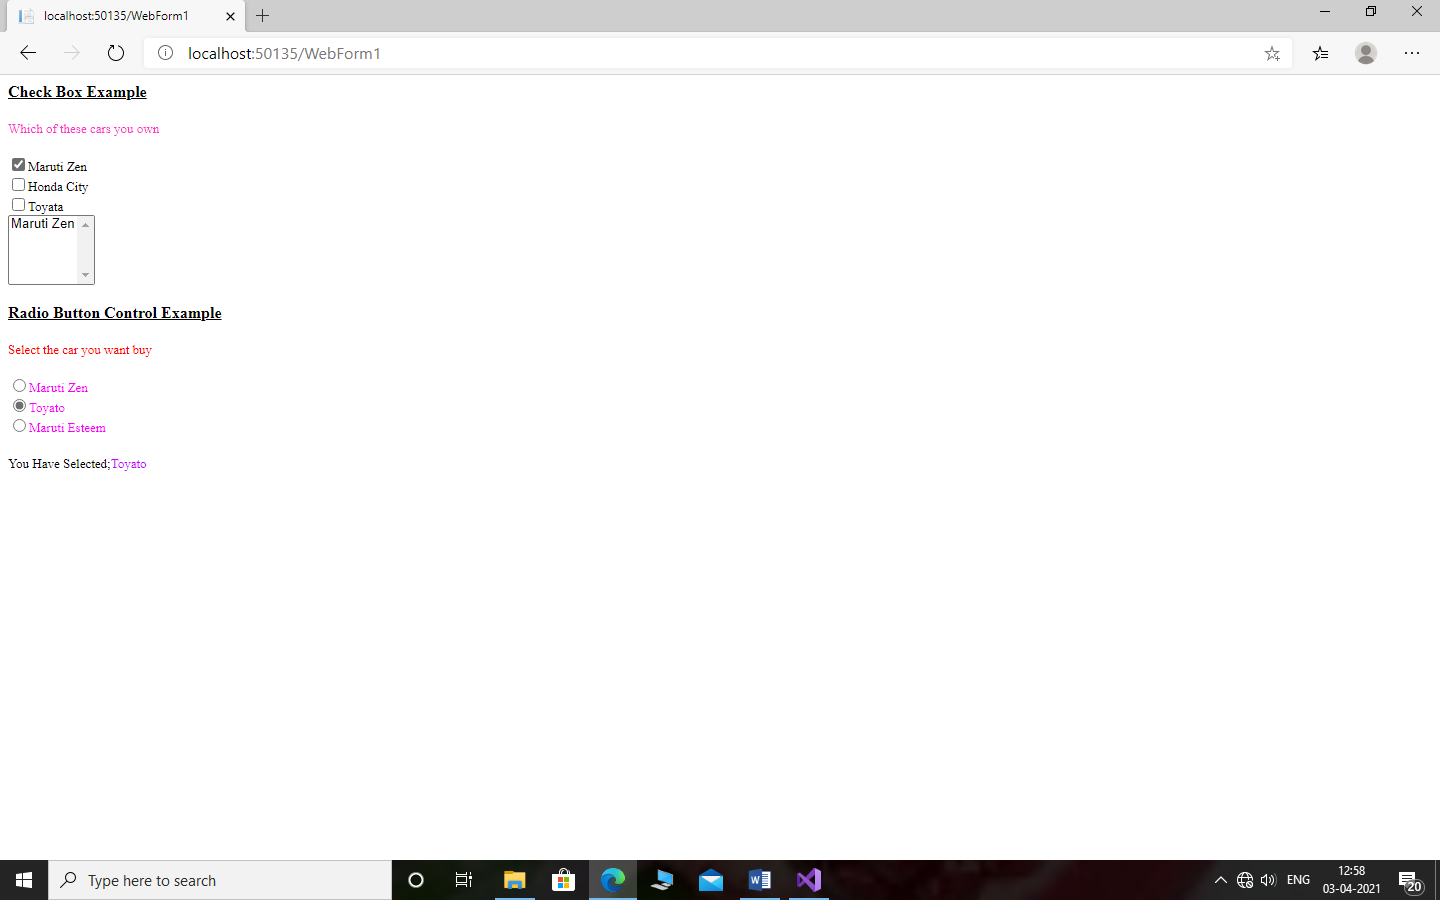 localhost:50135/WebForm1
localhost:50135/WebForm1
Check Box Example
Which of these cars you own
Maruti Zen
Honda City
Toyata
Maruti Zen
Radio Button Control Example
Select the car you want buy
Maruti Zen
Toyato
Maruti Esteem
You Have Selected;Toyato
Type here to search
ENG
12:58
03-04-2021
20